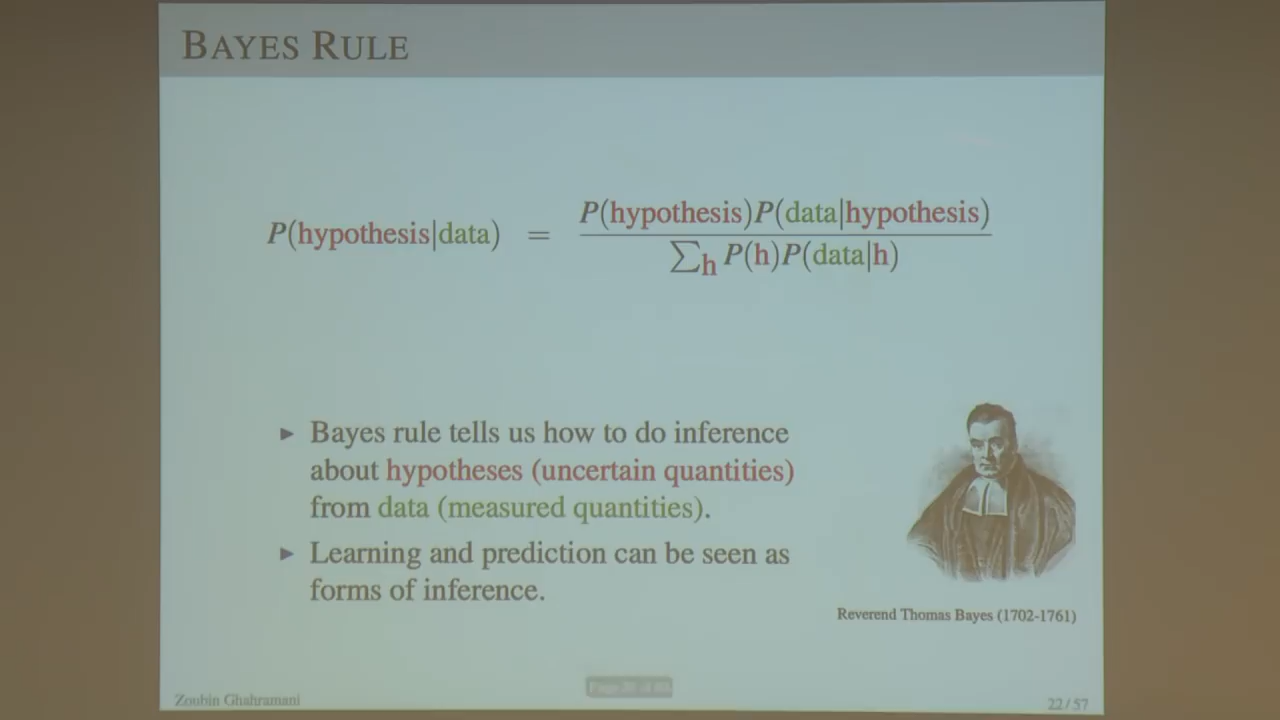 BAYES RULE
P(hypothesis|data) = P(hypothesis)P(data|hypothesis)
∑h P(h)P(data|h)
▶ Bayes rule tells us how to do inference
about hypotheses (uncertain quantities)
from data (measured quantities).
▶ Learning and prediction can be seen as
forms of inference.
Reverend Thomas Bayes (1702-1761)
Zoubin Ghahramani
22 / 57